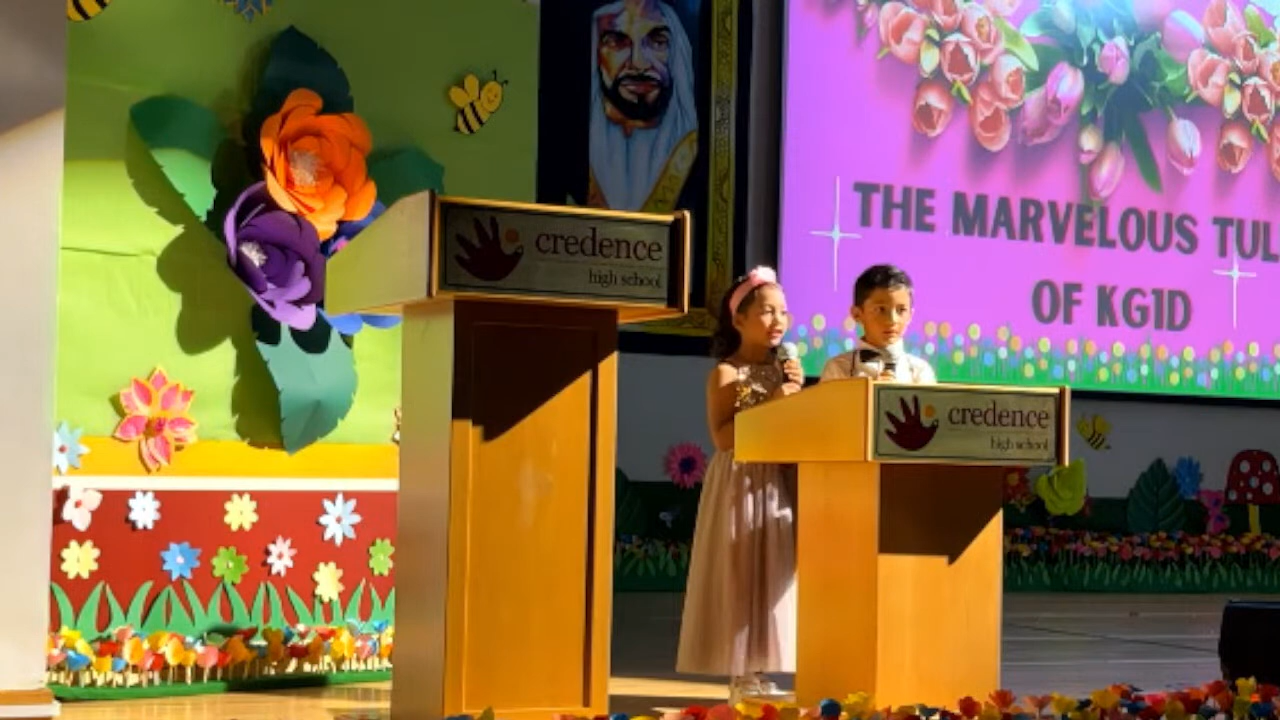 credence
high school
THE MARVELOUS TUL
OF KG1D
credence
high school